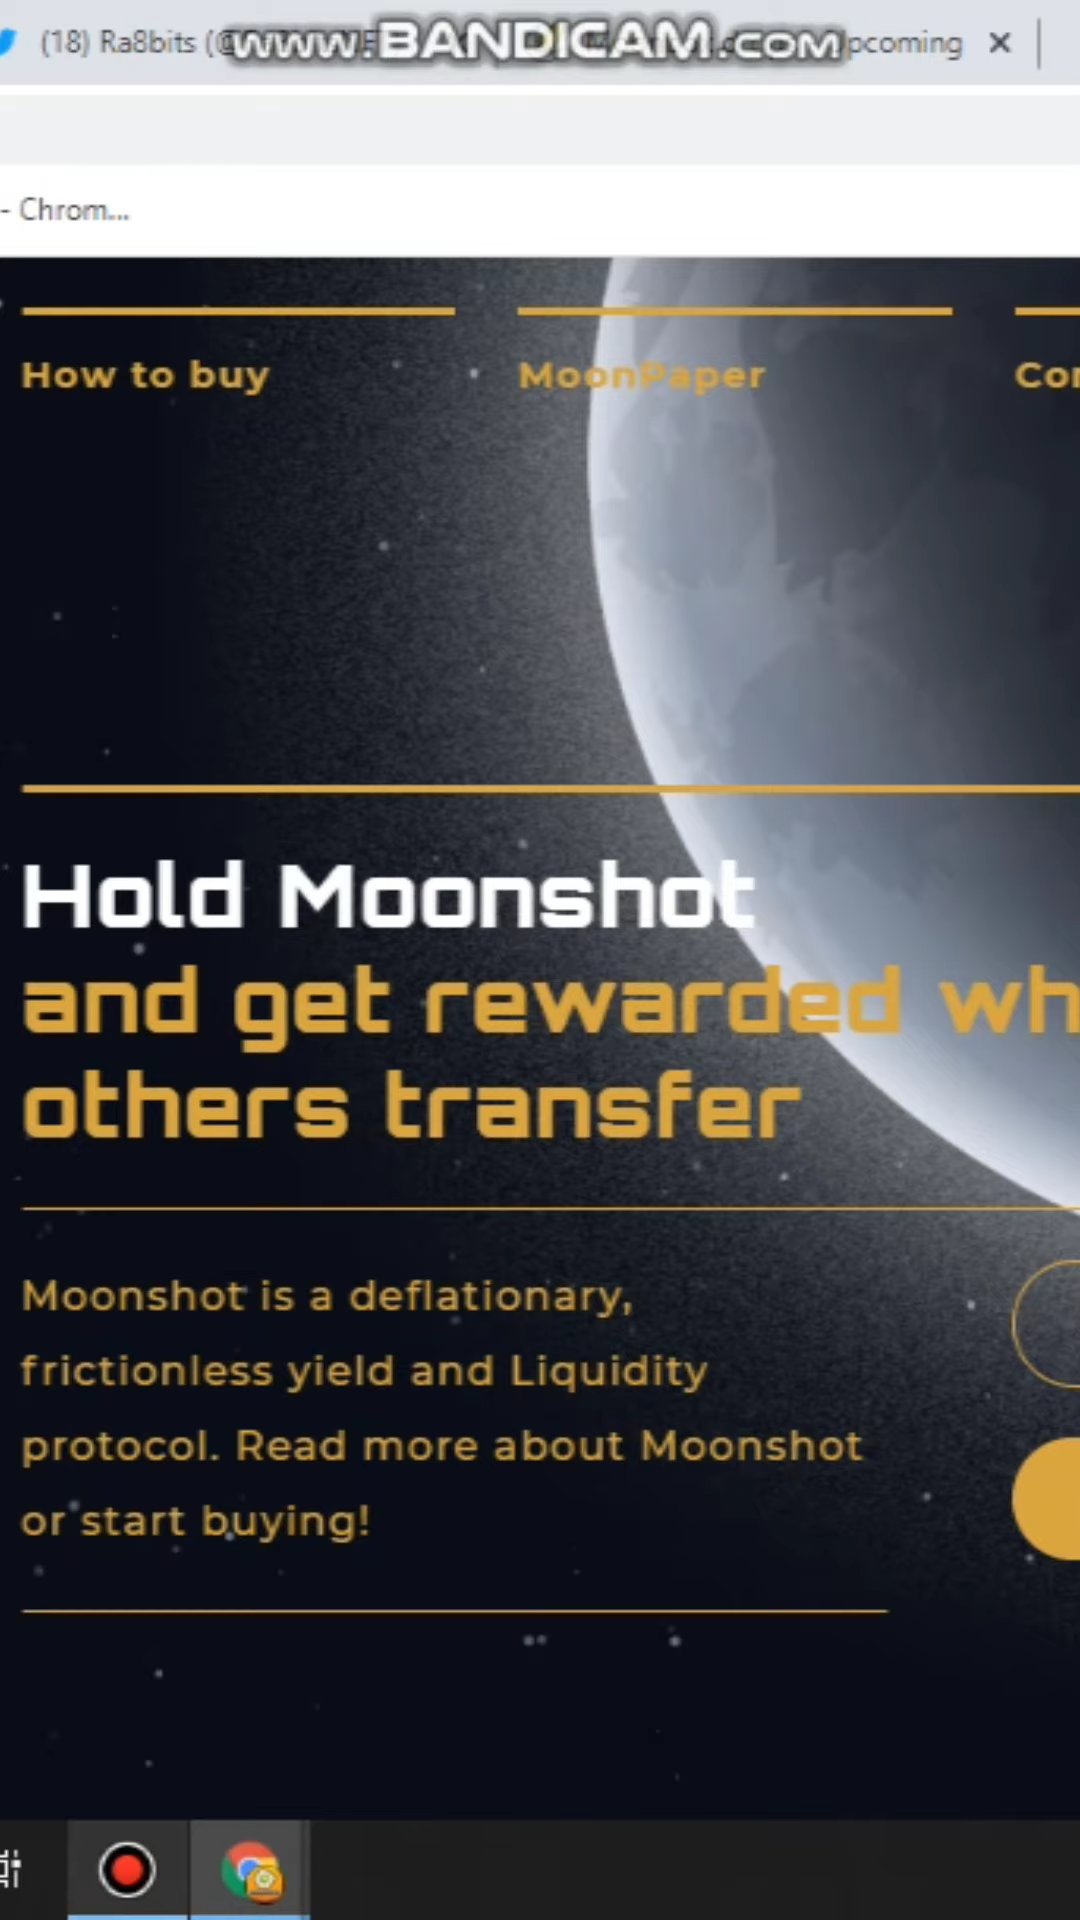 (18) Ra8bits (@
www.BANDICAM.com
pcoming
- Chrom...
How to buy
MoonPaper
Cor
Hold Moonshot
and get rewarded wh
others transfer
Moonshot is a deflationary,
frictionless yield and Liquidity
protocol. Read more about Moonshot
or start buying!